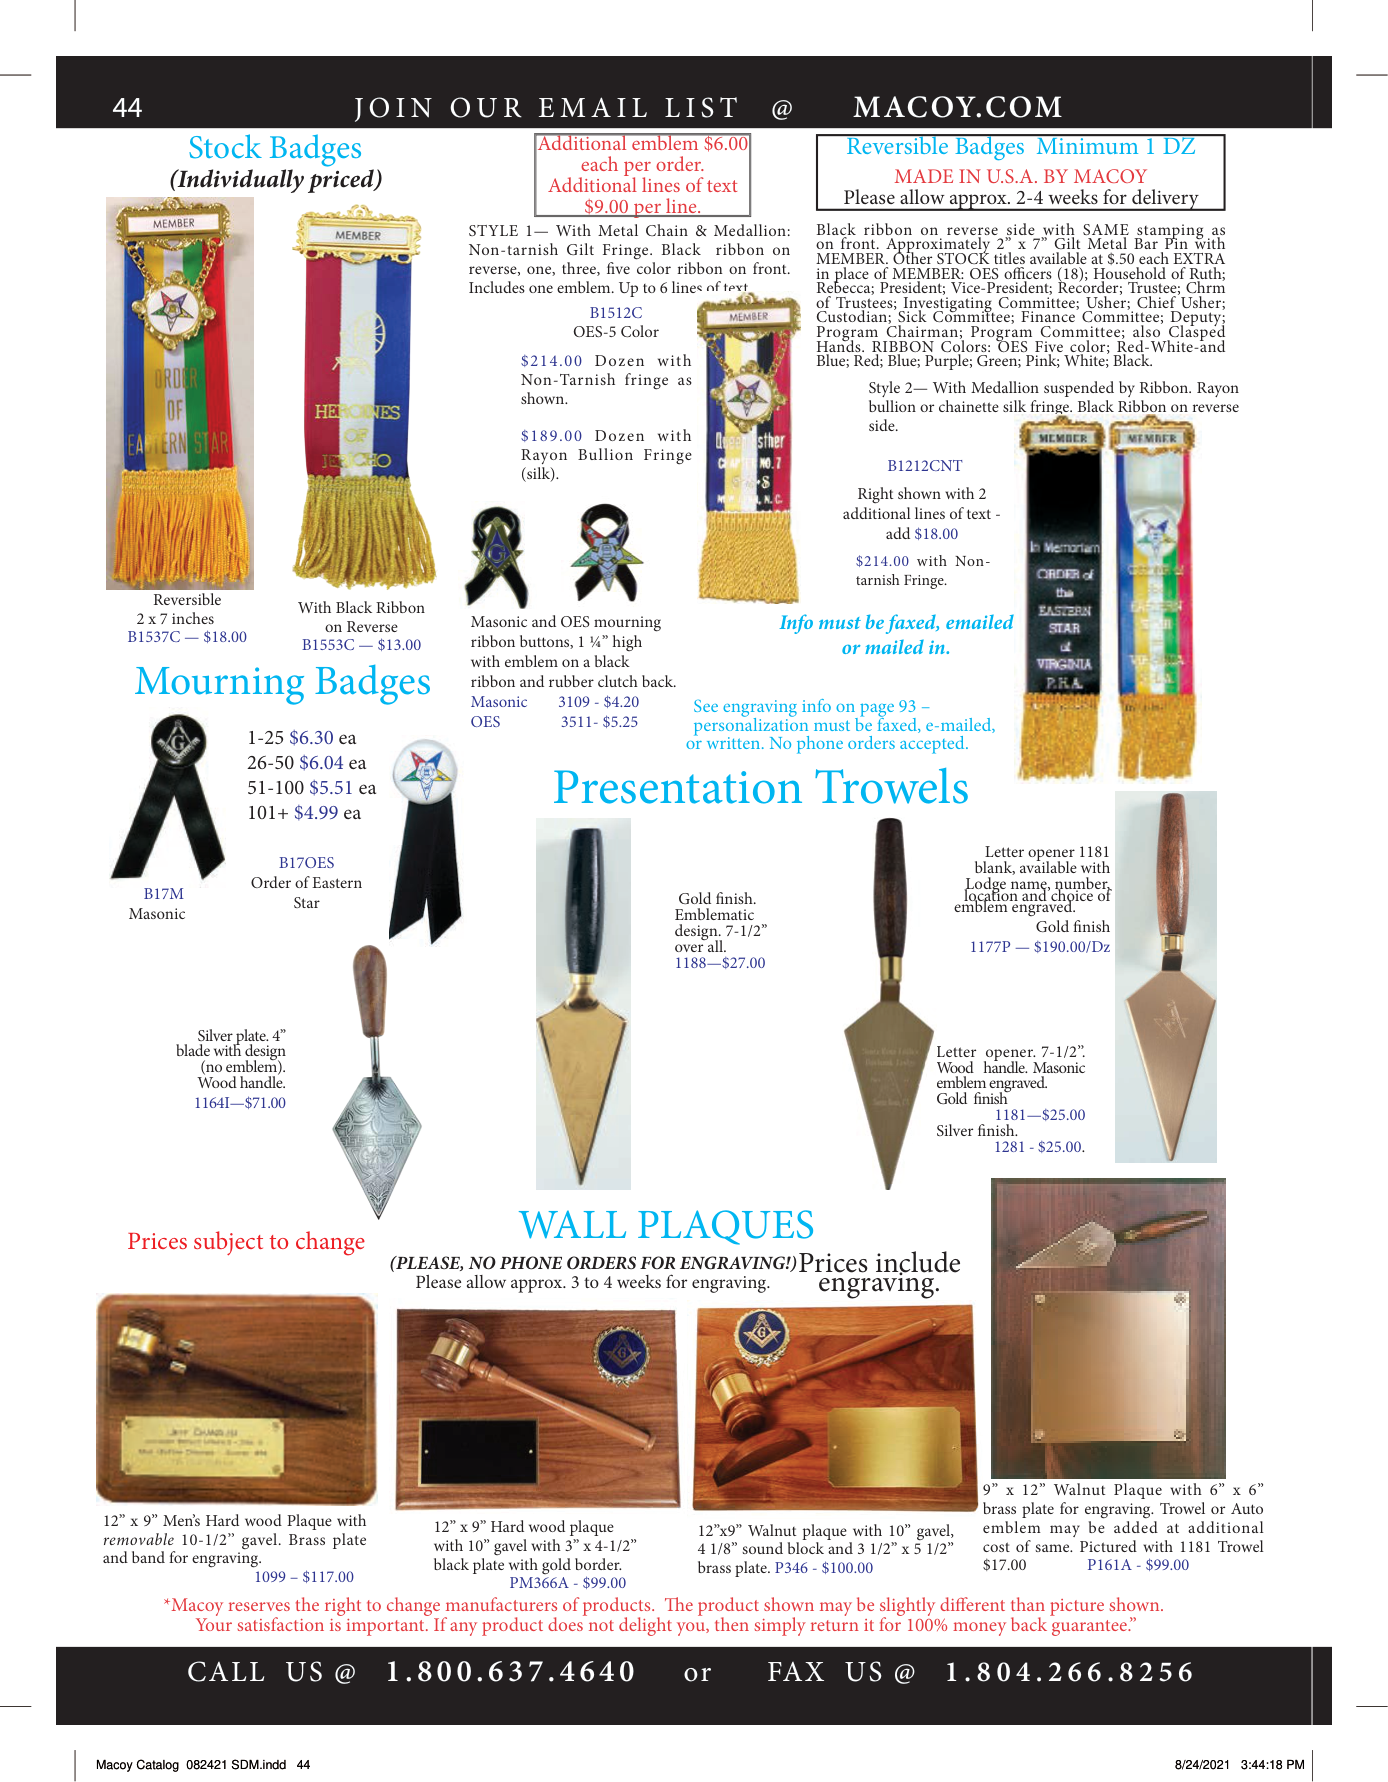 44
JOIN OUR EMAIL LIST @ MACOY.COM
Stock Badges
(Individually priced)
MEMBER
ORDER
OF
EASTERN STAR
MEMBER
HEROINES
OF
JERICHO
Reversible
2 x 7 inches
B1537C — $18.00
With Black Ribbon
on Reverse
B1553C — $13.00
Additional emblem $6.00
each per order.
Additional lines of text
$9.00 per line.
STYLE 1— With Metal Chain & Medallion:
Non-tarnish Gilt Fringe. Black ribbon on
reverse, one, three, five color ribbon on front.
Includes one emblem. Up to 6 lines of text
B1512C
OES-5 Color
$214.00 Dozen with
Non-Tarnish fringe as
shown.
$189.00 Dozen with
Rayon Bullion Fringe
(silk).
MEMBER
Queen Esther
CHAPTER NO. 7
Masonic and OES mourning
ribbon buttons, 1 ¼” high
with emblem on a black
ribbon and rubber clutch back.
Masonic 3109 - $4.20
OES 3511- $5.25
Reversible Badges Minimum 1 DZ
MADE IN U.S.A. BY MACOY
Please allow approx. 2-4 weeks for delivery
Black ribbon on reverse side with SAME stamping as
on front. Approximately 2” x 7” Gilt Metal Bar Pin with
MEMBER. Other STOCK titles available at $.50 each EXTRA
in place of MEMBER: OES officers (18); Household of Ruth;
Rebecca; President; Vice-President; Recorder; Trustee; Chrm
of Trustees; Investigating Committee; Usher; Chief Usher;
Custodian; Sick Committee; Finance Committee; Deputy;
Program Chairman; Program Committee; also Clasped
Hands. RIBBON Colors: OES Five color; Red-White-and
Blue; Red; Blue; Purple; Green; Pink; White; Black.
Style 2— With Medallion suspended by Ribbon. Rayon
bullion or chainette silk fringe. Black Ribbon on reverse
side.
B1212CNT
Right shown with 2
additional lines of text -
add $18.00
$214.00 with Non-
tarnish Fringe.
MEMBER
In Memoriam
ORDER of
the
EASTERN
STAR
of
VIRGINIA
P.H.A.
MEMBER
Info must be faxed, emailed
or mailed in.
See engraving info on page 93 –
personalization must be faxed, e-mailed,
or written. No phone orders accepted.
Mourning Badges
1-25 $6.30 ea
26-50 $6.04 ea
51-100 $5.51 ea
101+ $4.99 ea
B17M
Masonic
B17OES
Order of Eastern
Star
Presentation Trowels
Silver plate. 4”
blade with design
(no emblem).
Wood handle.
1164I—$71.00
Gold finish.
Emblematic
design. 7-1/2”
over all.
1188—$27.00
Letter opener 1181
blank, available with
Lodge name, number,
location and choice of
emblem engraved.
Gold finish
1177P — $190.00/Dz
Letter opener. 7-1/2”.
Wood handle. Masonic
emblem engraved.
Gold finish
1181—$25.00
Silver finish.
1281 - $25.00.
Prices subject to change
WALL PLAQUES
(PLEASE, NO PHONE ORDERS FOR ENGRAVING!)
Please allow approx. 3 to 4 weeks for engraving.
Prices include
engraving.
12” x 9” Men’s Hard wood Plaque with
removable 10-1/2’’ gavel. Brass plate
and band for engraving.
1099 – $117.00
12” x 9” Hard wood plaque
with 10” gavel with 3” x 4-1/2”
black plate with gold border.
PM366A - $99.00
12”x9” Walnut plaque with 10” gavel,
4 1/8” sound block and 3 1/2” x 5 1/2”
brass plate. P346 - $100.00
9” x 12” Walnut Plaque with 6” x 6”
brass plate for engraving. Trowel or Auto
emblem may be added at additional
cost of same. Pictured with 1181 Trowel
$17.00 P161A - $99.00
*Macoy reserves the right to change manufacturers of products. The product shown may be slightly different than picture shown.
Your satisfaction is important. If any product does not delight you, then simply return it for 100% money back guarantee.”
CALL US @ 1.800.637.4640 or FAX US @ 1.804.266.8256
Macoy Catalog 082421 SDM.indd 44
8/24/2021 3:44:18 PM